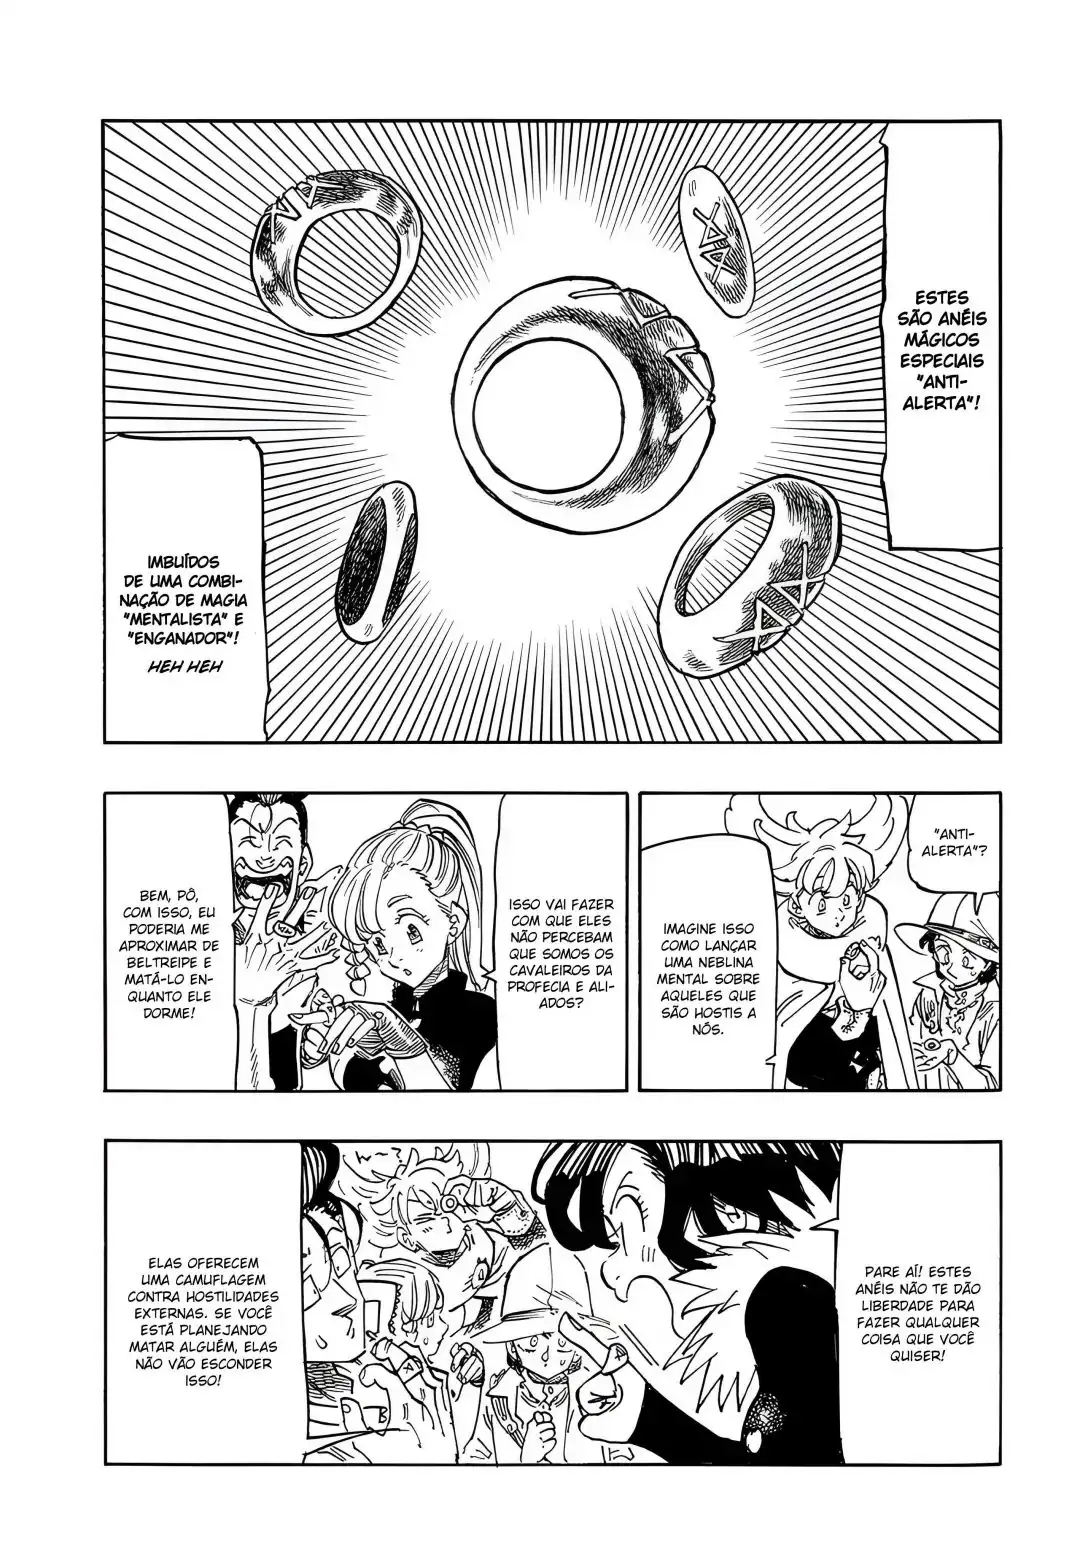 ESTES
SÃO ANÉIS
MÁGICOS
ESPECIAIS
"ANTI-
ALERTA"!
IMBUÍDOS
DE UMA COMBI-
NAÇÃO DE MAGIA
"MENTALISTA" E
"ENGANADOR"!
HEH HEH
"ANTI-
ALERTA"?
IMAGINE ISSO
COMO LANÇAR
UMA NEBLINA
MENTAL SOBRE
AQUELES QUE
SÃO HOSTIS A
NÓS.
ISSO VAI FAZER
COM QUE ELES
NÃO PERCEBAM
QUE SOMOS OS
CAVALEIROS DA
PROFECIA E ALI-
ADOS?
BEM, PÔ,
COM ISSO, EU
PODERIA ME
APROXIMAR DE
BELTREIPE E
MATÁ-LO EN-
QUANTO ELE
DORME!
PARE AÍ! ESTES
ANÉIS NÃO TE DÃO
LIBERDADE PARA
FAZER QUALQUER
COISA QUE VOCÊ
QUISER!
ELAS OFERECEM
UMA CAMUFLAGEM
CONTRA HOSTILIDADES
EXTERNAS. SE VOCÊ
ESTÁ PLANEJANDO
MATAR ALGUÉM, ELAS
NÃO VÃO ESCONDER
ISSO!